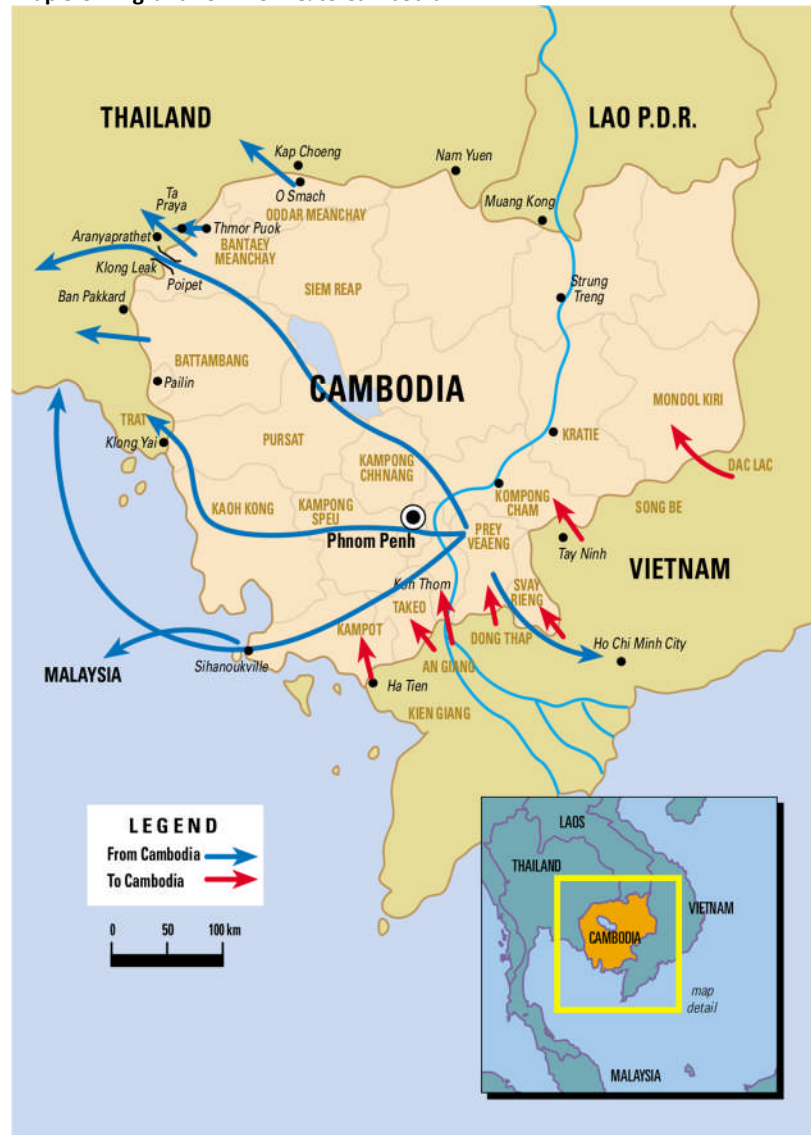 THAILAND
LAO P.D.R.
Kap Choeng
Nam Yuen
Ta
Praya
O Smach
ODDAR MEANCHAY
Muang Kong
Aranyaprathet
Thmor Puok
BANTAEY
MEANCHAY
Klong Leak
Poipet
SIEM REAP
Strung
Treng
Ban Pakkard
BATTAMBANG
CAMBODIA
Pailin
MONDOL KIRI
TRAT
Klong Yai
PURSAT
KRATIE
KAMPONG
CHHNANG
DAC LAC
KAOH KONG
KAMPONG
SPEU
KOMPONG
CHAM
SONG BE
Phnom Penh
PREY
VEAENG
Tay Ninh
VIETNAM
Koh Thom
TAKEO
SVAY
RIENG
KAMPOT
DONG THAP
Ho Chi Minh City
MALAYSIA
Sihanoukville
AN GIANG
Ha Tien
KIEN GIANG
LEGEND
From Cambodia
To Cambodia
0 50 100 km
LAOS
THAILAND
VIETNAM
CAMBODIA
map
detail
MALAYSIA